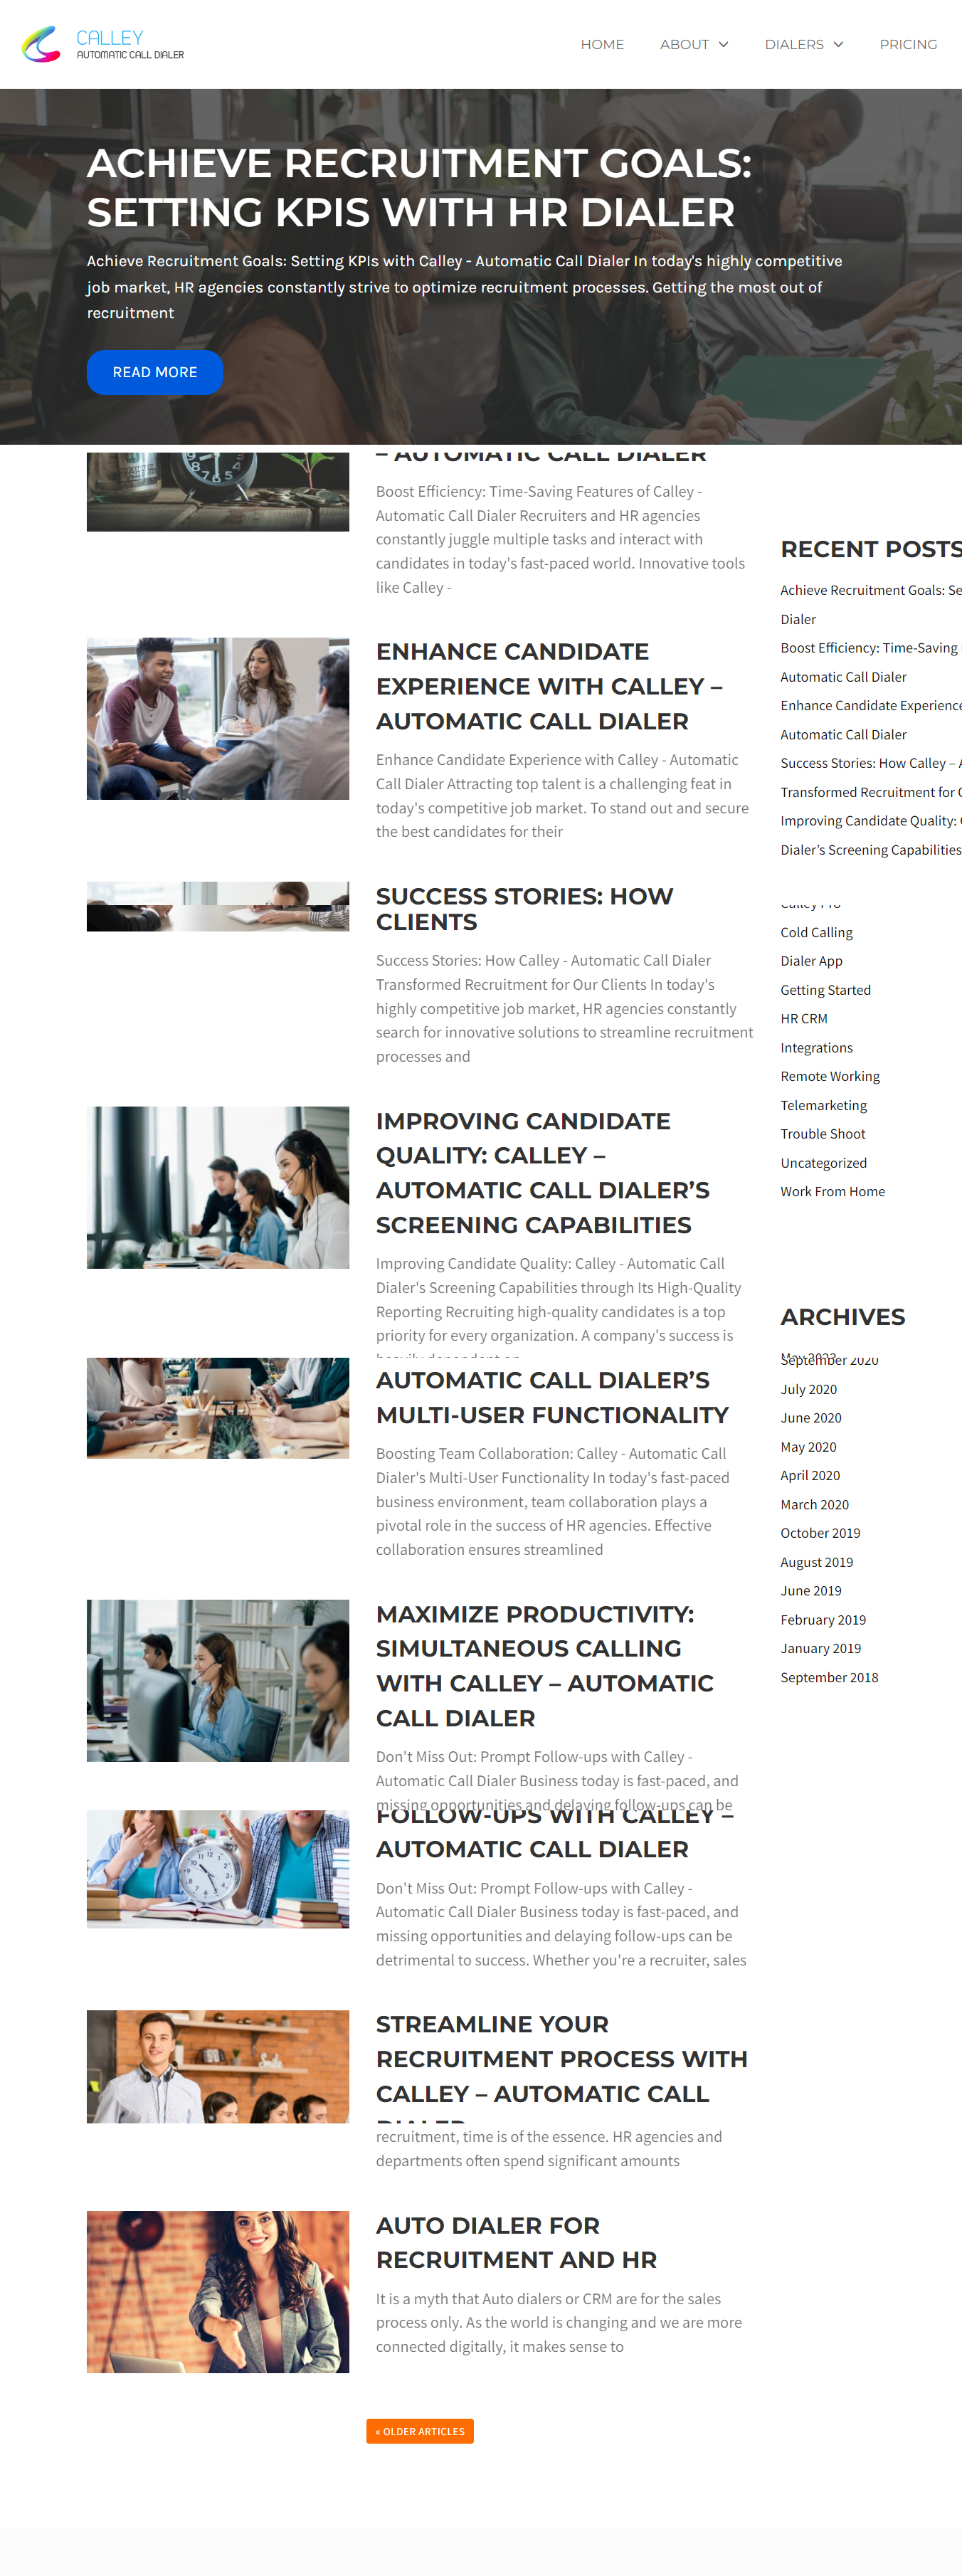 CALLEY
AUTOMATIC CALL DIALER
HOME
ABOUT
DIALERS
PRICING
ACHIEVE RECRUITMENT GOALS:
SETTING KPIS WITH HR DIALER
Achieve Recruitment Goals: Setting KPIs with Calley - Automatic Call Dialer In today's highly competitive
job market, HR agencies constantly strive to optimize recruitment processes. Getting the most out of
recruitment
READ MORE
– AUTOMATIC CALL DIALER
Boost Efficiency: Time-Saving Features of Calley -
Automatic Call Dialer Recruiters and HR agencies
constantly juggle multiple tasks and interact with
candidates in today's fast-paced world. Innovative tools
like Calley -
ENHANCE CANDIDATE
EXPERIENCE WITH CALLEY –
AUTOMATIC CALL DIALER
Enhance Candidate Experience with Calley - Automatic
Call Dialer Attracting top talent is a challenging feat in
today's competitive job market. To stand out and secure
the best candidates for their
SUCCESS STORIES: HOW
CLIENTS
Success Stories: How Calley - Automatic Call Dialer
Transformed Recruitment for Our Clients In today's
highly competitive job market, HR agencies constantly
search for innovative solutions to streamline recruitment
processes and
IMPROVING CANDIDATE
QUALITY: CALLEY –
AUTOMATIC CALL DIALER’S
SCREENING CAPABILITIES
Improving Candidate Quality: Calley - Automatic Call
Dialer's Screening Capabilities through Its High-Quality
Reporting Recruiting high-quality candidates is a top
priority for every organization. A company's success is
AUTOMATIC CALL DIALER’S
MULTI-USER FUNCTIONALITY
Boosting Team Collaboration: Calley - Automatic Call
Dialer's Multi-User Functionality In today's fast-paced
business environment, team collaboration plays a
pivotal role in the success of HR agencies. Effective
collaboration ensures streamlined
MAXIMIZE PRODUCTIVITY:
SIMULTANEOUS CALLING
WITH CALLEY – AUTOMATIC
CALL DIALER
Don't Miss Out: Prompt Follow-ups with Calley -
Automatic Call Dialer Business today is fast-paced, and
missing opportunities and delaying follow-ups can be
FOLLOW-UPS WITH CALLEY –
AUTOMATIC CALL DIALER
Don't Miss Out: Prompt Follow-ups with Calley -
Automatic Call Dialer Business today is fast-paced, and
missing opportunities and delaying follow-ups can be
detrimental to success. Whether you're a recruiter, sales
STREAMLINE YOUR
RECRUITMENT PROCESS WITH
CALLEY – AUTOMATIC CALL
recruitment, time is of the essence. HR agencies and
departments often spend significant amounts
AUTO DIALER FOR
RECRUITMENT AND HR
It is a myth that Auto dialers or CRM are for the sales
process only. As the world is changing and we are more
connected digitally, it makes sense to
« OLDER ARTICLES
RECENT POSTS
Achieve Recruitment Goals: Se
Dialer
Boost Efficiency: Time-Saving
Automatic Call Dialer
Enhance Candidate Experience
Automatic Call Dialer
Success Stories: How Calley –
Transformed Recruitment for
Improving Candidate Quality:
Dialer’s Screening Capabilities
Cold Calling
Dialer App
Getting Started
HR CRM
Integrations
Remote Working
Telemarketing
Trouble Shoot
Uncategorized
Work From Home
ARCHIVES
September 2020
July 2020
June 2020
May 2020
April 2020
March 2020
October 2019
August 2019
June 2019
February 2019
January 2019
September 2018